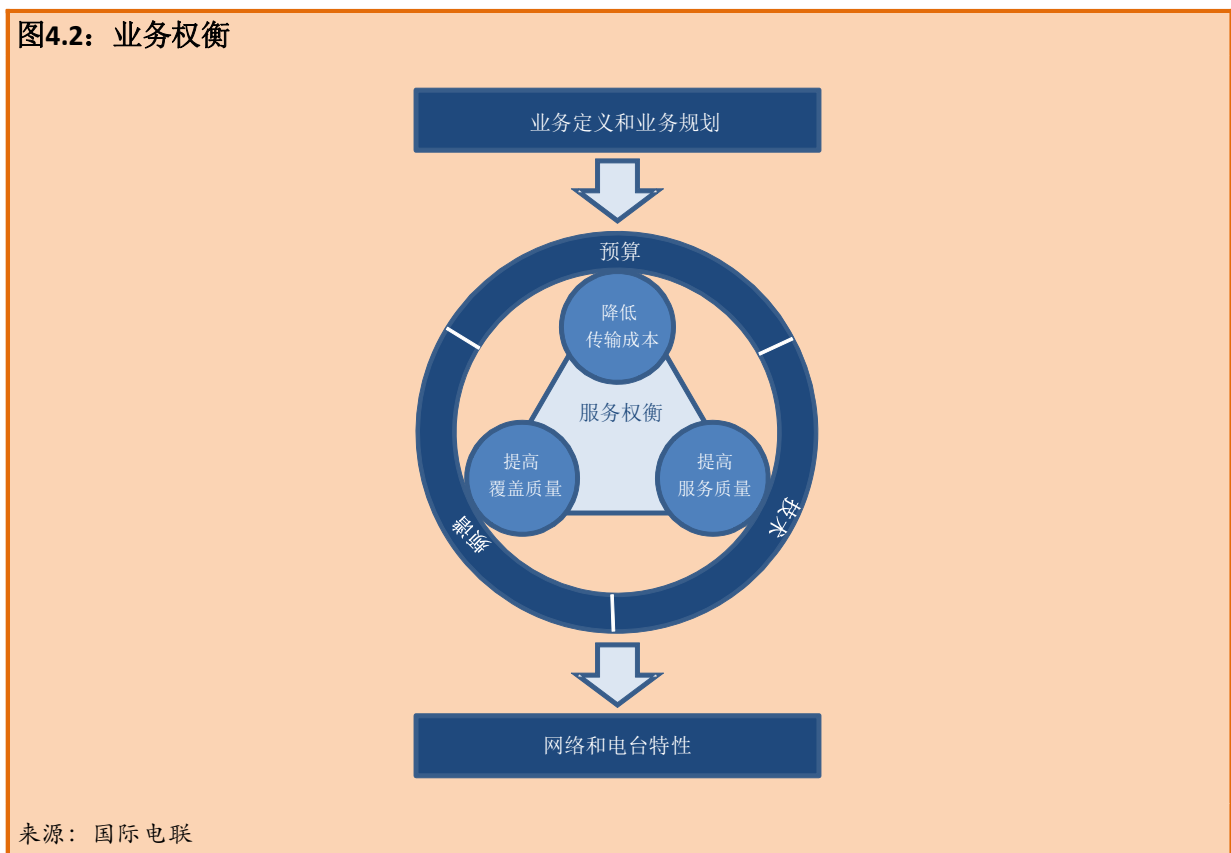 图4.2：业务权衡
业务定义和业务规划
预算
降低
传输成本
服务权衡
提高
覆盖质量
提高
服务质量
频谱
技术
网络和电台特性
来源：国际电联